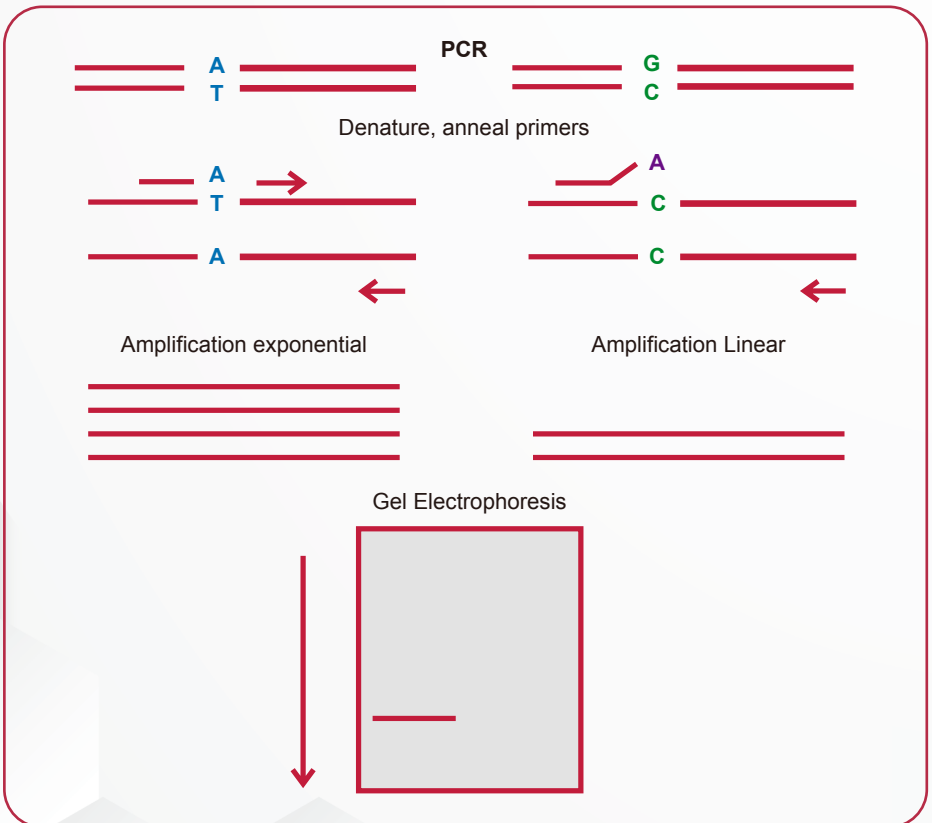 PCR
A G
T C
Denature, anneal primers
A A
T C
A C
Amplification exponential Amplification Linear
Gel Electrophoresis